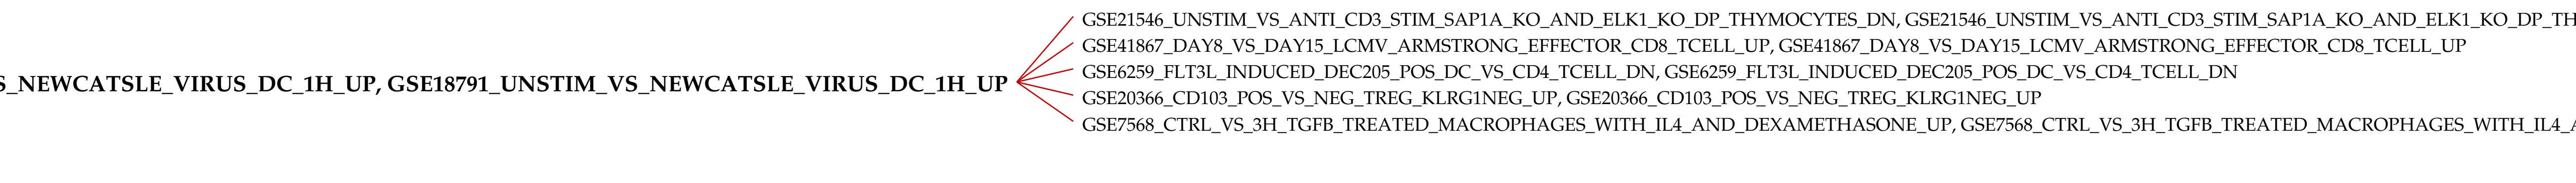 GSE21546_UNSTIM_VS_ANTI_CD3_STIM_SAP1A_KO_AND_ELK1_KO_DP_THYMOCYTES_DN, GSE21546_UNSTIM_VS_ANTI_CD3_STIM_SAP1A_KO_AND_ELK1_KO_DP_TH
GSE41867_DAY8_VS_DAY15_LCMV_ARMSTRONG_EFFECTOR_CD8_TCELL_UP, GSE41867_DAY8_VS_DAY15_LCMV_ARMSTRONG_EFFECTOR_CD8_TCELL_UP
GSE6259_FLT3L_INDUCED_DEC205_POS_DC_VS_CD4_TCELL_DN, GSE6259_FLT3L_INDUCED_DEC205_POS_DC_VS_CD4_TCELL_DN
S_NEWCATSLE_VIRUS_DC_1H_UP, GSE18791_UNSTIM_VS_NEWCATSLE_VIRUS_DC_1H_UP
GSE20366_CD103_POS_VS_NEG_TREG_KLRG1NEG_UP, GSE20366_CD103_POS_VS_NEG_TREG_KLRG1NEG_UP
GSE7568_CTRL_VS_3H_TGFB_TREATED_MACROPHAGES_WITH_IL4_AND_DEXAMETHASONE_UP, GSE7568_CTRL_VS_3H_TGFB_TREATED_MACROPHAGES_WITH_IL4_A